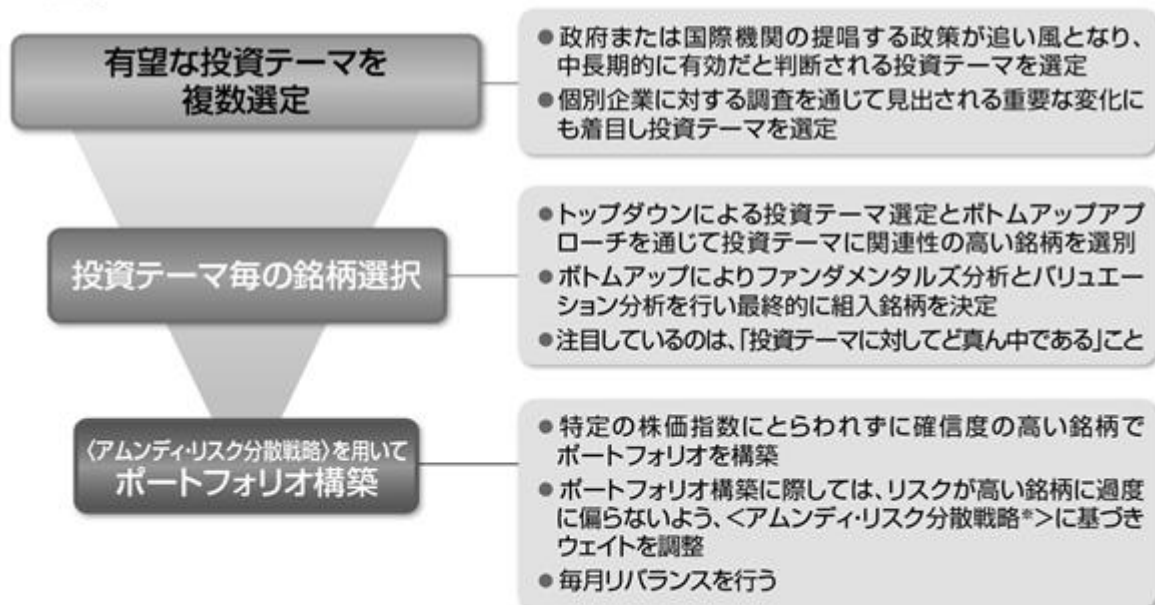 有望な投資テーマを
複数選定
●政府または国際機関の提唱する政策が追い風となり、
中長期的に有効だと判断される投資テーマを選定
●個別企業に対する調査を通じて見出される重要な変化に
も着目し投資テーマを選定
投資テーマ毎の銘柄選択
●トップダウンによる投資テーマ選定とボトムアップアプ
ローチを通じて投資テーマに関連性の高い銘柄を選別
●ボトムアップによりファンダメンタルズ分析とバリュエー
ション分析を行い最終的に組入銘柄を決定
●注目しているのは、「投資テーマに対してど真ん中である」こと
〈アムンディ・リスク分散戦略〉を用いて
ポートフォリオ構築
●特定の株価指数にとらわれずに確信度の高い銘柄で
ポートフォリオを構築
●ポートフォリオ構築に際しては、リスクが高い銘柄に過度
に偏らないよう、<アムンディ・リスク分散戦略※>に基づき
ウェイトを調整
●毎月リバランスを行う